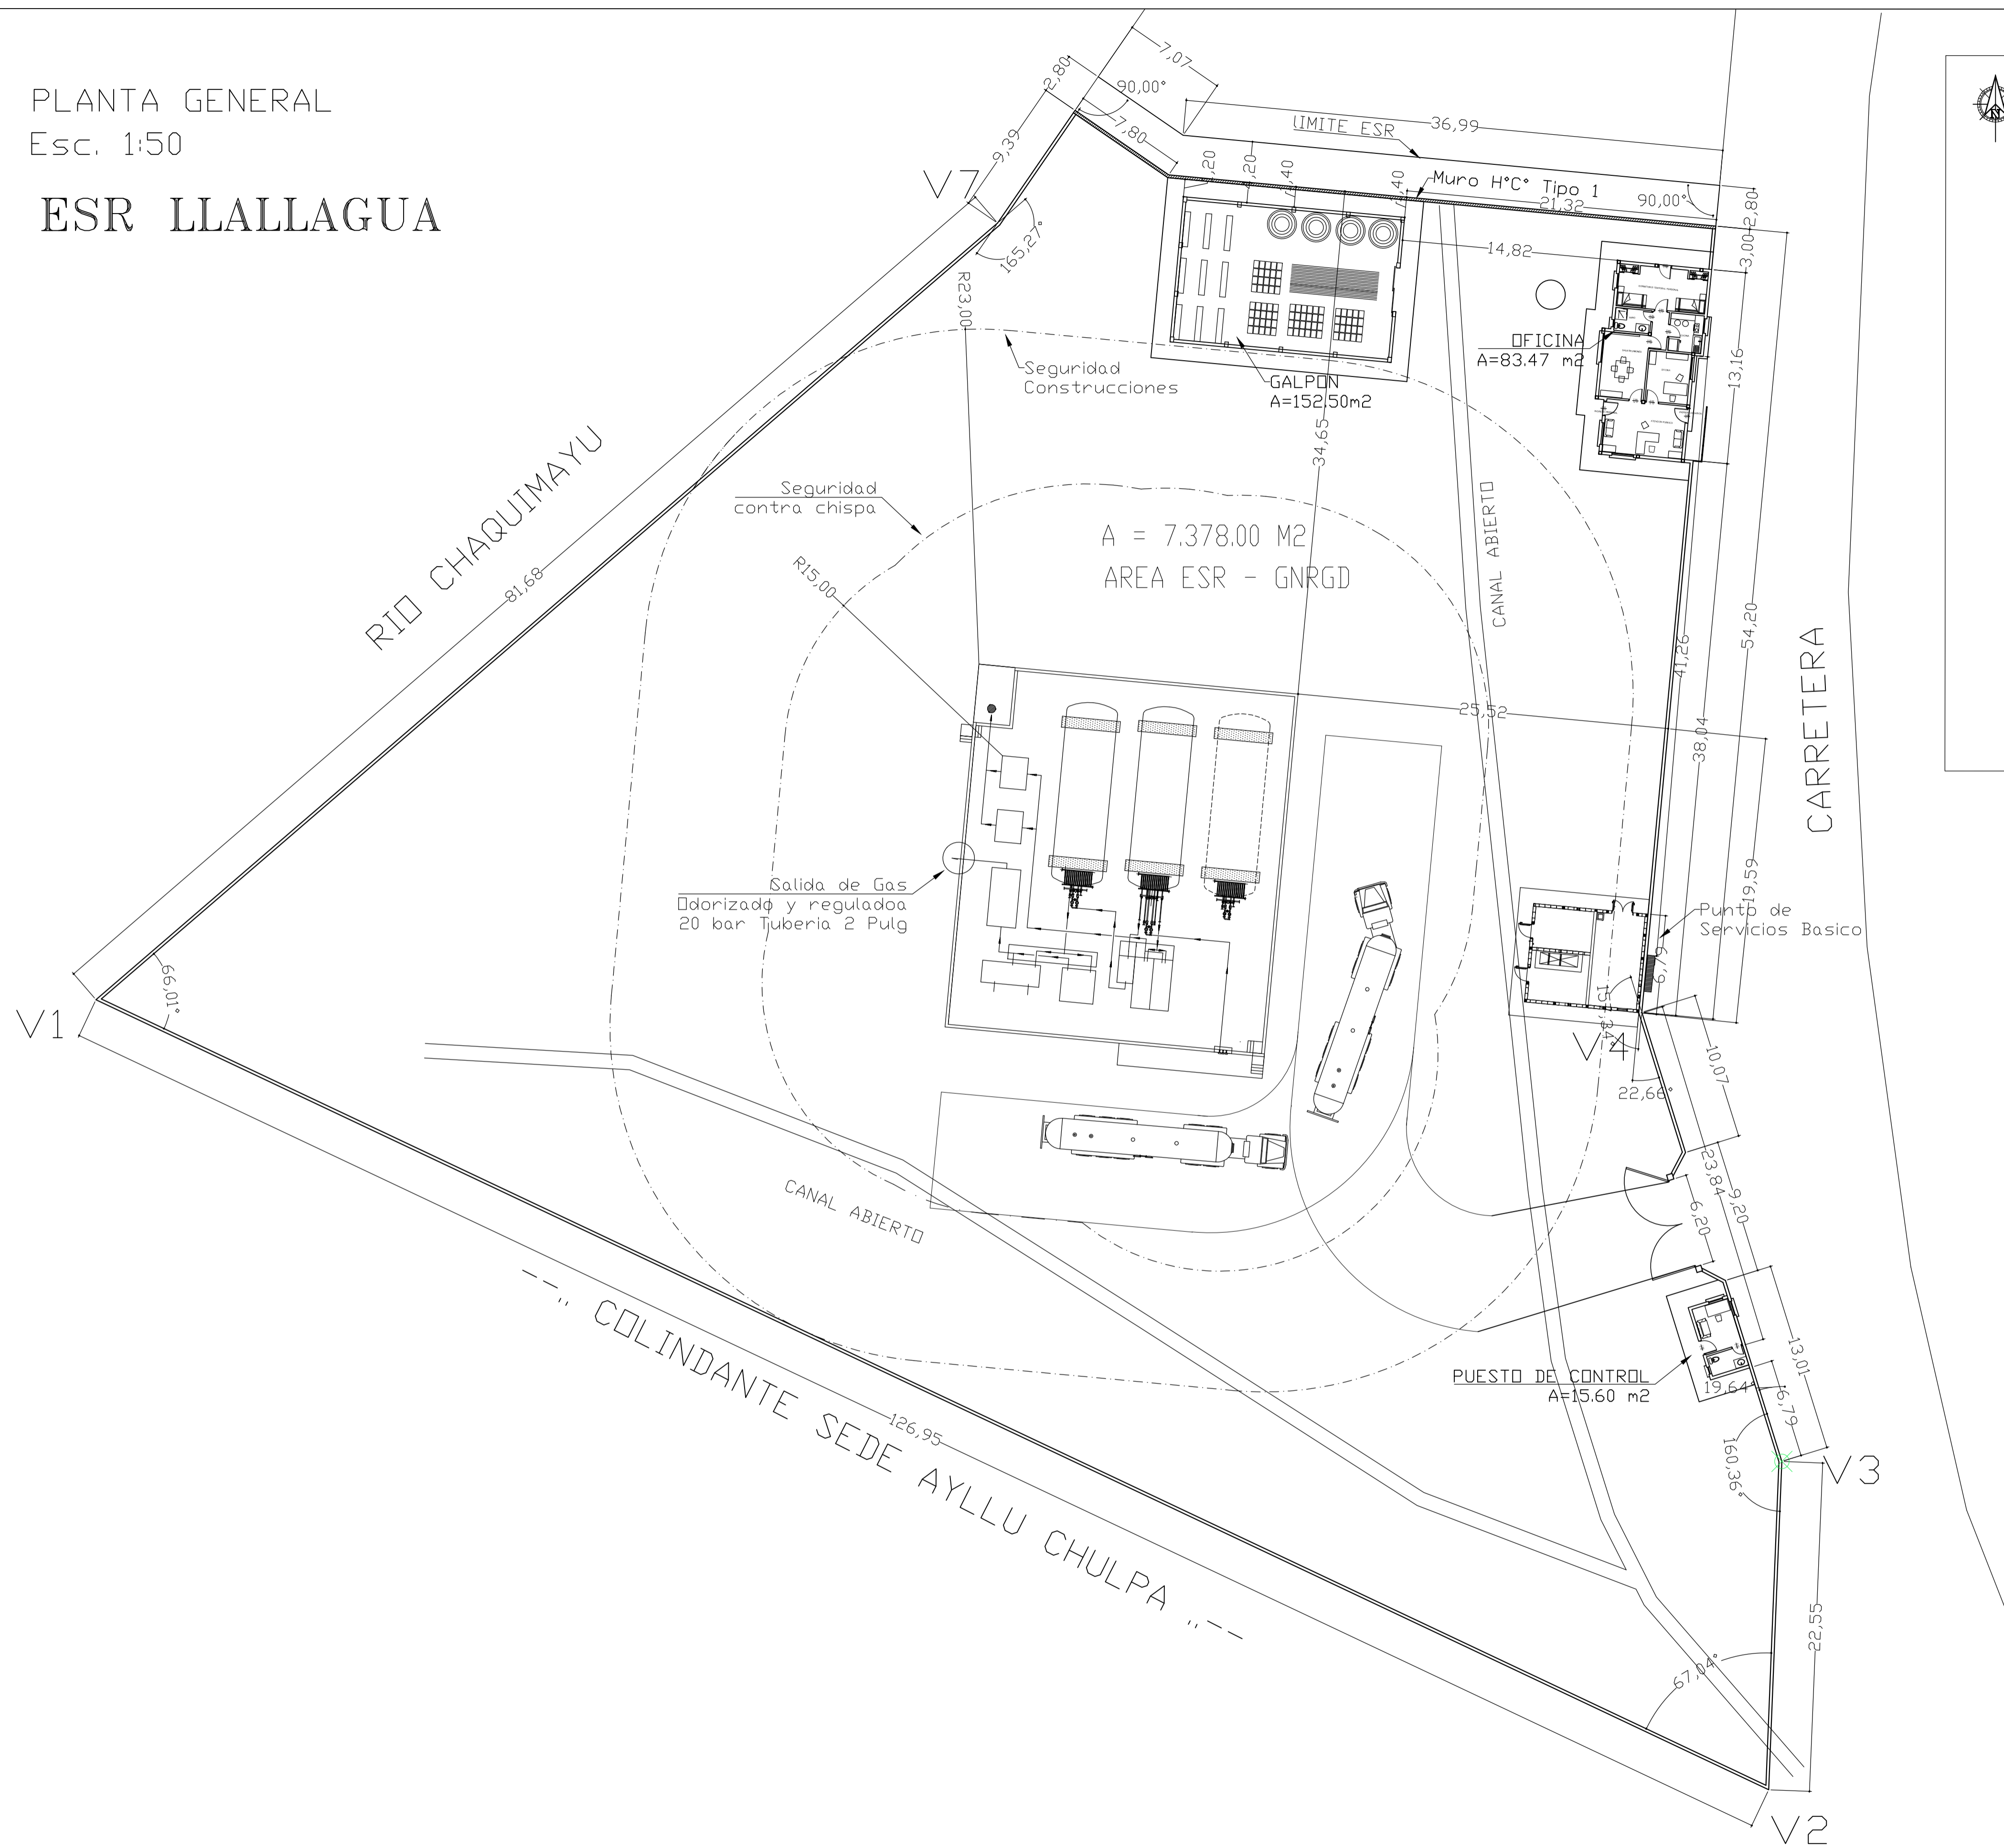 PLANTA GENERAL
Esc. 1:50
ESR LLALLAGUA
7,07
2,80
90,00°
7,80
9,39
V7
165,27°
36,99
LIMITE ESR
,20
,20
,40
,40
Muro H°C° Tipo 1
21,32
90,00°
2,80
3,00
14,82
R23,00
Seguridad
Construcciones
GALPON
A=152.50m2
OFICINA
A=83.47 m2
13,16
34,65
RIO CHAQUIMAYU
81,68
Seguridad
contra chispa
A = 7.378.00 M2
AREA ESR - GNRGD
CANAL ABIERTO
R15,00
54,20
41,26
38,04
25,52
CARRETERA
19,59
Salida de Gas
Odorizado y reguladoa
20 bar Tuberia 2 Pulg
Punto de
Servicios Basico
6,79
66,01°
V1
V4
22,66°
10,07
23,84
9,20
6,20
CANAL ABIERTO
--,, COLINDANTE SEDE AYLLU CHULPA ,,--
126,95
PUESTO DE CONTROL
A=15.60 m2
19,64°
13,01
6,79
160,36°
V3
22,55
67,04°
V2